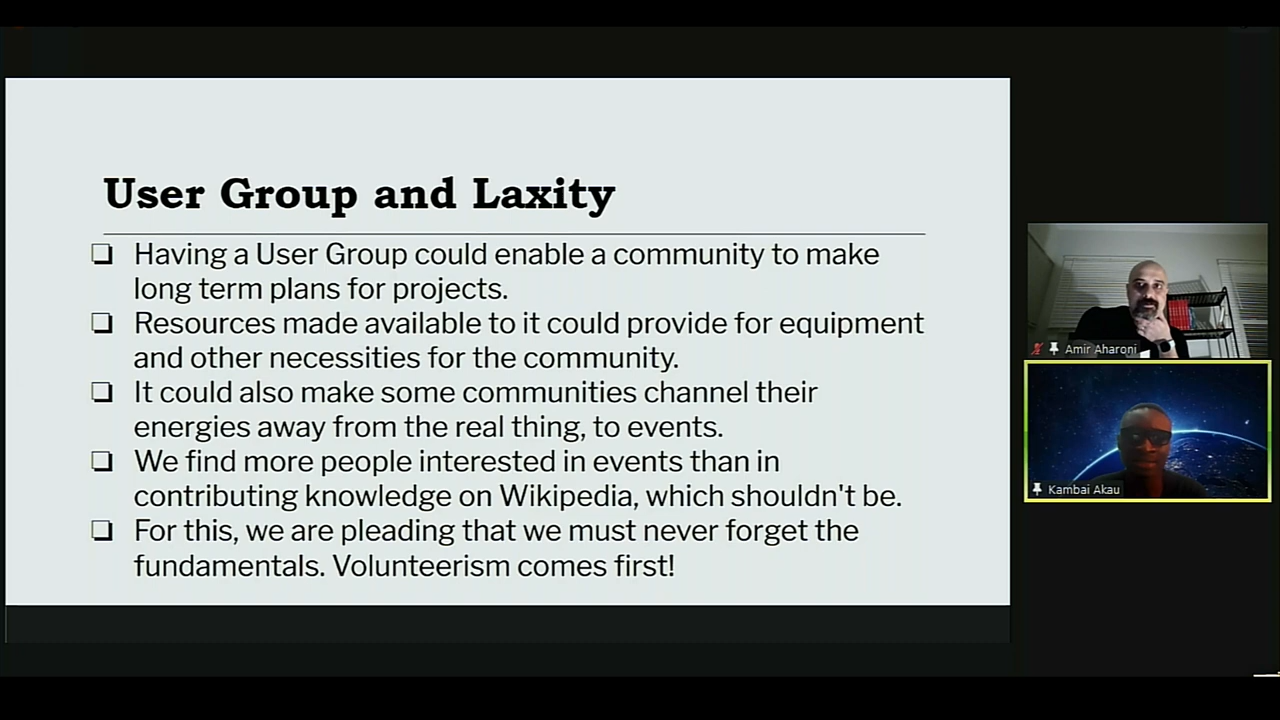 User Group and Laxity
Having a User Group could enable a community to make
long term plans for projects.
Resources made available to it could provide for equipment
and other necessities for the community.
It could also make some communities channel their
energies away from the real thing, to events.
We find more people interested in events than in
contributing knowledge on Wikipedia, which shouldn't be.
For this, we are pleading that we must never forget the
fundamentals. Volunteerism comes first!
Amir Aharoni
Kambai Akau